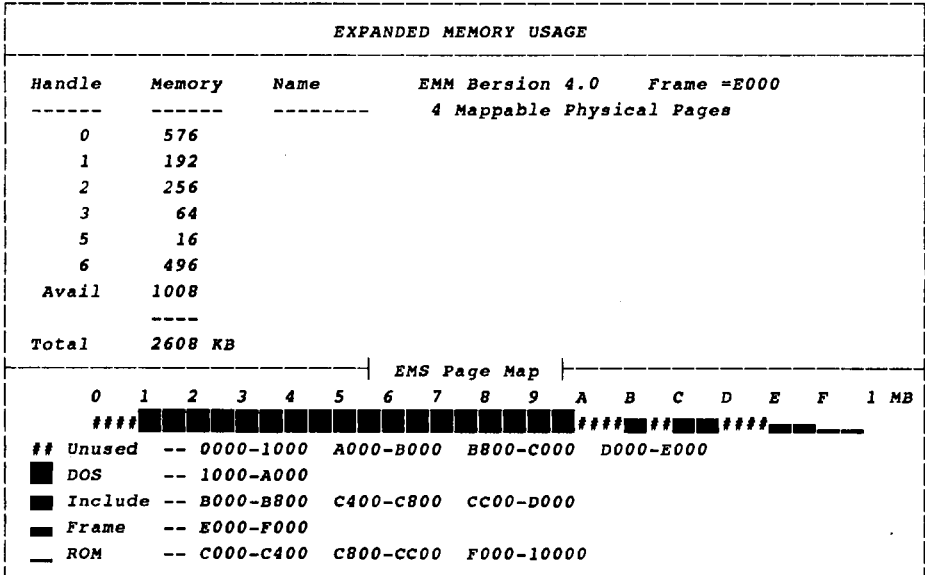 EXPANDED MEMORY USAGE
Handle Memory Name EMM Bersion 4.0 Frame =E000
------ ------ -------- 4 Mappable Physical Pages
0 576
1 192
2 256
3 64
5 16
6 496
Avail 1008
----
Total 2608 KB
EMS Page Map
0 1 2 3 4 5 6 7 8 9 A B C D E F 1 MB
#### #### ## ####
## Unused -- 0000-1000 A000-B000 B800-C000 D000-E000
DOS -- 1000-A000
Include -- B000-B800 C400-C800 CC00-D000
Frame -- E000-F000
ROM -- C000-C400 C800-CC00 F000-10000